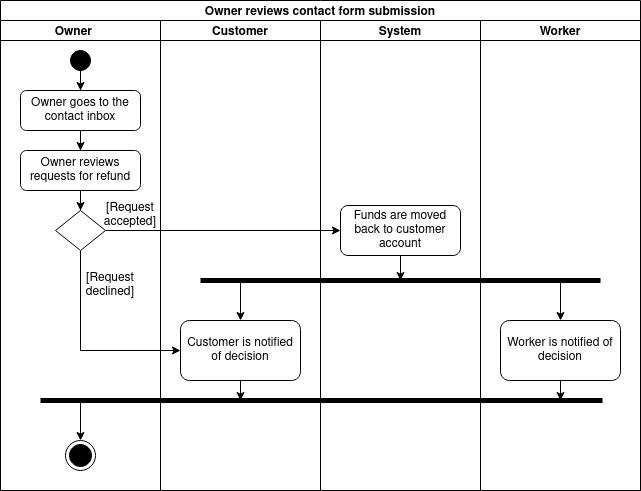 Owner reviews contact form submission
Owner
Customer
System
Worker
Owner goes to the
contact inbox
Owner reviews
requests for refund
[Request
accepted]
Funds are moved
back to customer
account
[Request
declined]
Customer is notified
of decision
Worker is notified of
decision